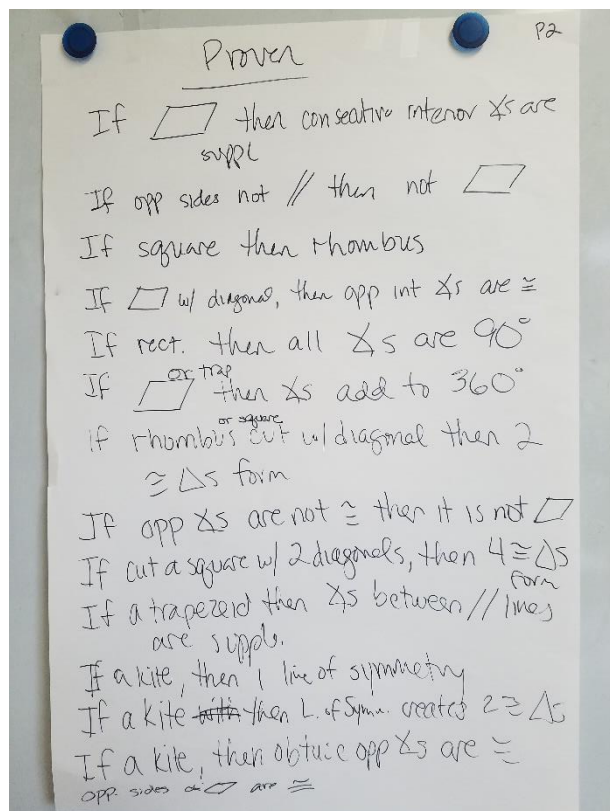 P2
Proven
If ▱ then consecutive interior ∡s are
suppl
If opp sides not // then not ▱
If square then rhombus
If ▱ w/ diagonal, then opp int ∡s are ≅
If rect. then all ∡s are 90°
or trap
If ▱ then ∡s add to 360°
or square
if rhombus cut w/ diagonal then 2
≅ △s form
If opp ∡s are not ≅ then it is not ▱
If cut a square w/ 2 diagonals, then 4 ≅ △s
form
If a trapezoid then ∡s between // lines
are suppl.
If a kite, then 1 line of symmetry
If a kite then L. of Symm. creates 2 ≅ △s
If a kite, then obtuse opp ∡s are ≅
opp. sides of ▱ are ≅